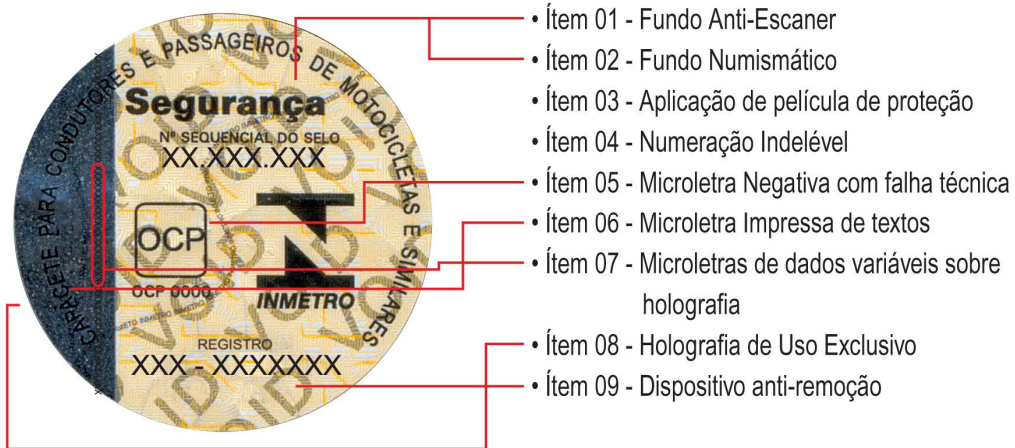 CAPACETE PARA CONDUTORES E PASSAGEIROS DE MOTOCICLETAS E SIMILARES
Segurança
Nº SEQUENCIAL DO SELO
XX.XXX.XXX
OCP
OCP 0000
INMETRO
REGISTRO
XXX - XXXXXXX
VOID
• Ítem 01 - Fundo Anti-Escaner
• Ítem 02 - Fundo Numismático
• Ítem 03 - Aplicação de película de proteção
• Ítem 04 - Numeração Indelével
• Ítem 05 - Microletra Negativa com falha técnica
• Ítem 06 - Microletra Impressa de textos
• Ítem 07 - Microletras de dados variáveis sobre
holografia
• Ítem 08 - Holografia de Uso Exclusivo
• Ítem 09 - Dispositivo anti-remoção